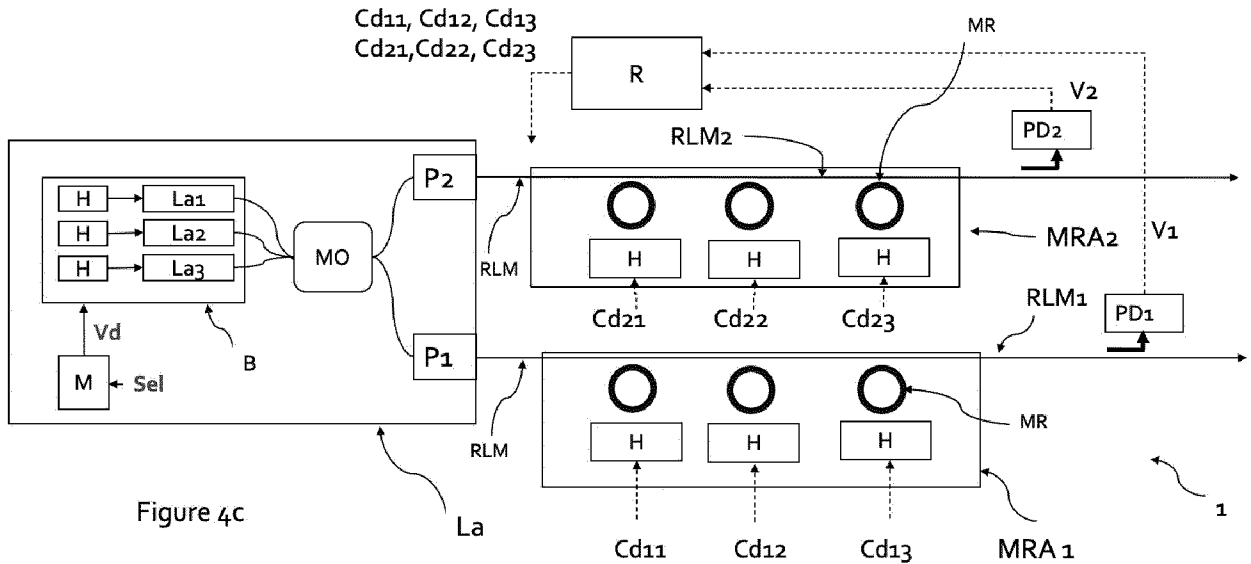 Cd11, Cd12, Cd13
Cd21,Cd22, Cd23
R
MR
V2
PD2
RLM2
P2
H
La1
H
La2
H
La3
MO
RLM
H
H
H
MRA2
V1
Cd21
Cd22
Cd23
RLM1
PD1
Vd
B
P1
M
Sel
RLM
H
H
H
MR
Figure 4c
La
Cd11
Cd12
Cd13
MRA 1
1